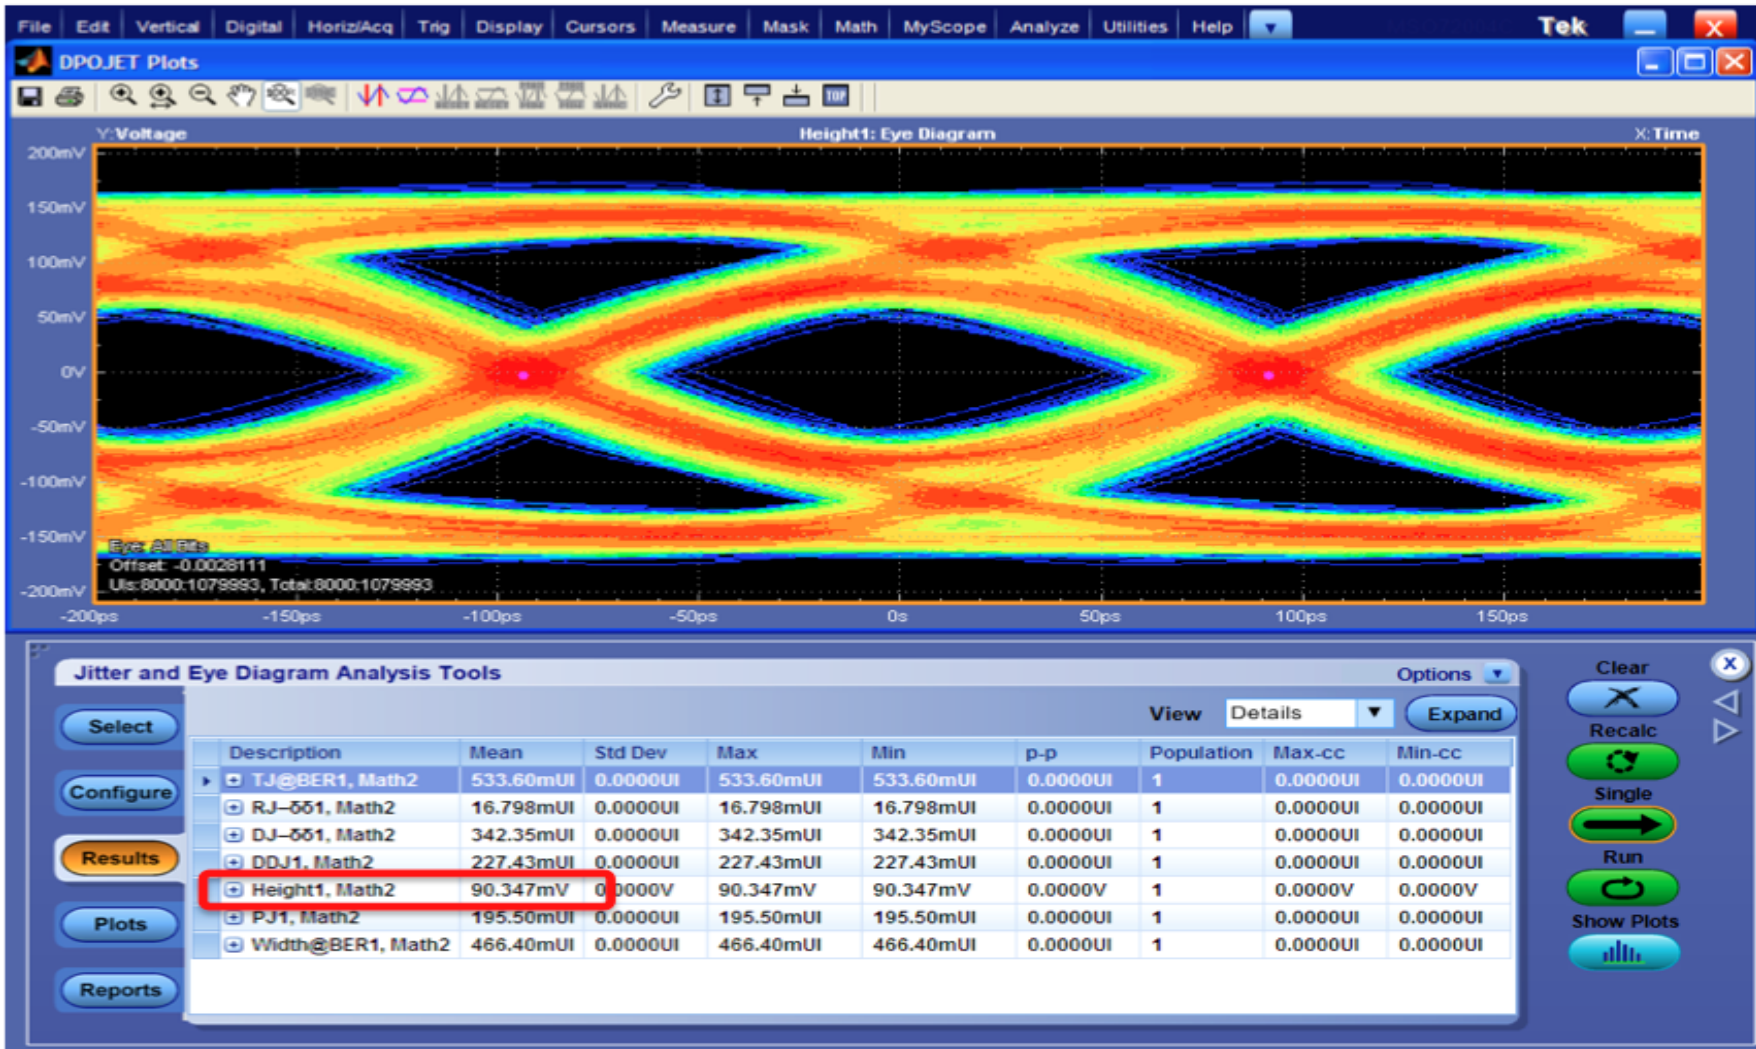 File Edit Vertical Digital Horiz/Acq Trig Display Cursors Measure Mask Math MyScope Analyze Utilities Help Tek X
DPOJET Plots
TOP
Y:Voltage Height1: Eye Diagram X:Time
200mV
150mV
100mV
50mV
0V
-50mV
-100mV
-150mV
-200mV
Eye: All Bits
Offset: -0.0028111
UIs:8000:1079993, Total:8000:1079993
-200ps -150ps -100ps -50ps 0s 50ps 100ps 150ps
Jitter and Eye Diagram Analysis Tools Options
View Details Expand
Select
Configure
Results
Plots
Reports
Description Mean Std Dev Max Min p-p Population Max-cc Min-cc
TJ@BER1, Math2 533.60mUI 0.0000UI 533.60mUI 533.60mUI 0.0000UI 1 0.0000UI 0.0000UI
RJ–δδ1, Math2 16.798mUI 0.0000UI 16.798mUI 16.798mUI 0.0000UI 1 0.0000UI 0.0000UI
DJ–δδ1, Math2 342.35mUI 0.0000UI 342.35mUI 342.35mUI 0.0000UI 1 0.0000UI 0.0000UI
DDJ1, Math2 227.43mUI 0.0000UI 227.43mUI 227.43mUI 0.0000UI 1 0.0000UI 0.0000UI
Height1, Math2 90.347mV 0.0000V 90.347mV 90.347mV 0.0000V 1 0.0000V 0.0000V
PJ1, Math2 195.50mUI 0.0000UI 195.50mUI 195.50mUI 0.0000UI 1 0.0000UI 0.0000UI
Width@BER1, Math2 466.40mUI 0.0000UI 466.40mUI 466.40mUI 0.0000UI 1 0.0000UI 0.0000UI
Clear
Recalc
Single
Run
Show Plots